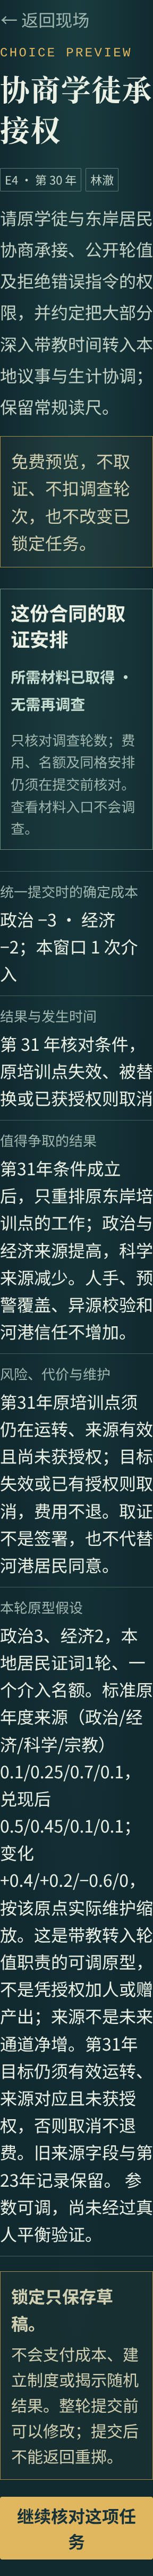 ← 返回现场
CHOICE PREVIEW
协商学徒承
接权
E4 · 第 30 年
林澈
请原学徒与东岸居民
协商承接、公开轮值
及拒绝错误指令的权
限，并约定把大部分
深入带教时间转入本
地议事与生计协调；
保留常规读尺。
免费预览，不取
证、不扣调查轮
次，也不改变已
锁定任务。
这份合同的取
证安排
所需材料已取得 ·
无需再调查
只核对调查轮数；费
用、名额及同格安排
仍须在提交前核对。
查看材料入口不会调
查。
统一提交时的确定成本
政治 −3 · 经济
−2；本窗口 1 次介
入
结果与发生时间
第 31 年核对条件，
原培训点失效、被替
换或已获授权则取消
值得争取的结果
第31年条件成立
后，只重排原东岸培
训点的工作；政治与
经济来源提高，科学
来源减少。人手、预
警覆盖、异源校验和
河港信任不增加。
风险、代价与维护
第31年原培训点须
仍在运转、来源有效
且尚未获授权；目标
失效或已有授权则取
消，费用不退。取证
不是签署，也不代替
河港居民同意。
本轮原型假设
政治3、经济2，本
地居民证词1轮、一
个介入名额。标准原
年度来源（政治/经
济/科学/宗教）
0.1/0.25/0.7/0.1，
兑现后
0.5/0.45/0.1/0.1；
变化
+0.4/+0.2/−0.6/0，
按该原点实际维护缩
放。这是带教转入轮
值职责的可调原型，
不是凭授权加人或赠
产出；来源不是未来
通道净增。第31年
目标仍须有效运转、
来源对应且未获授
权，否则取消不退
费。旧来源字段与第
23年记录保留。 参
数可调，尚未经过真
人平衡验证。
锁定只保存草
稿。
不会支付成本、建
立制度或揭示随机
结果。整轮提交前
可以修改；提交后
不能返回重掷。
继续核对这项任
务